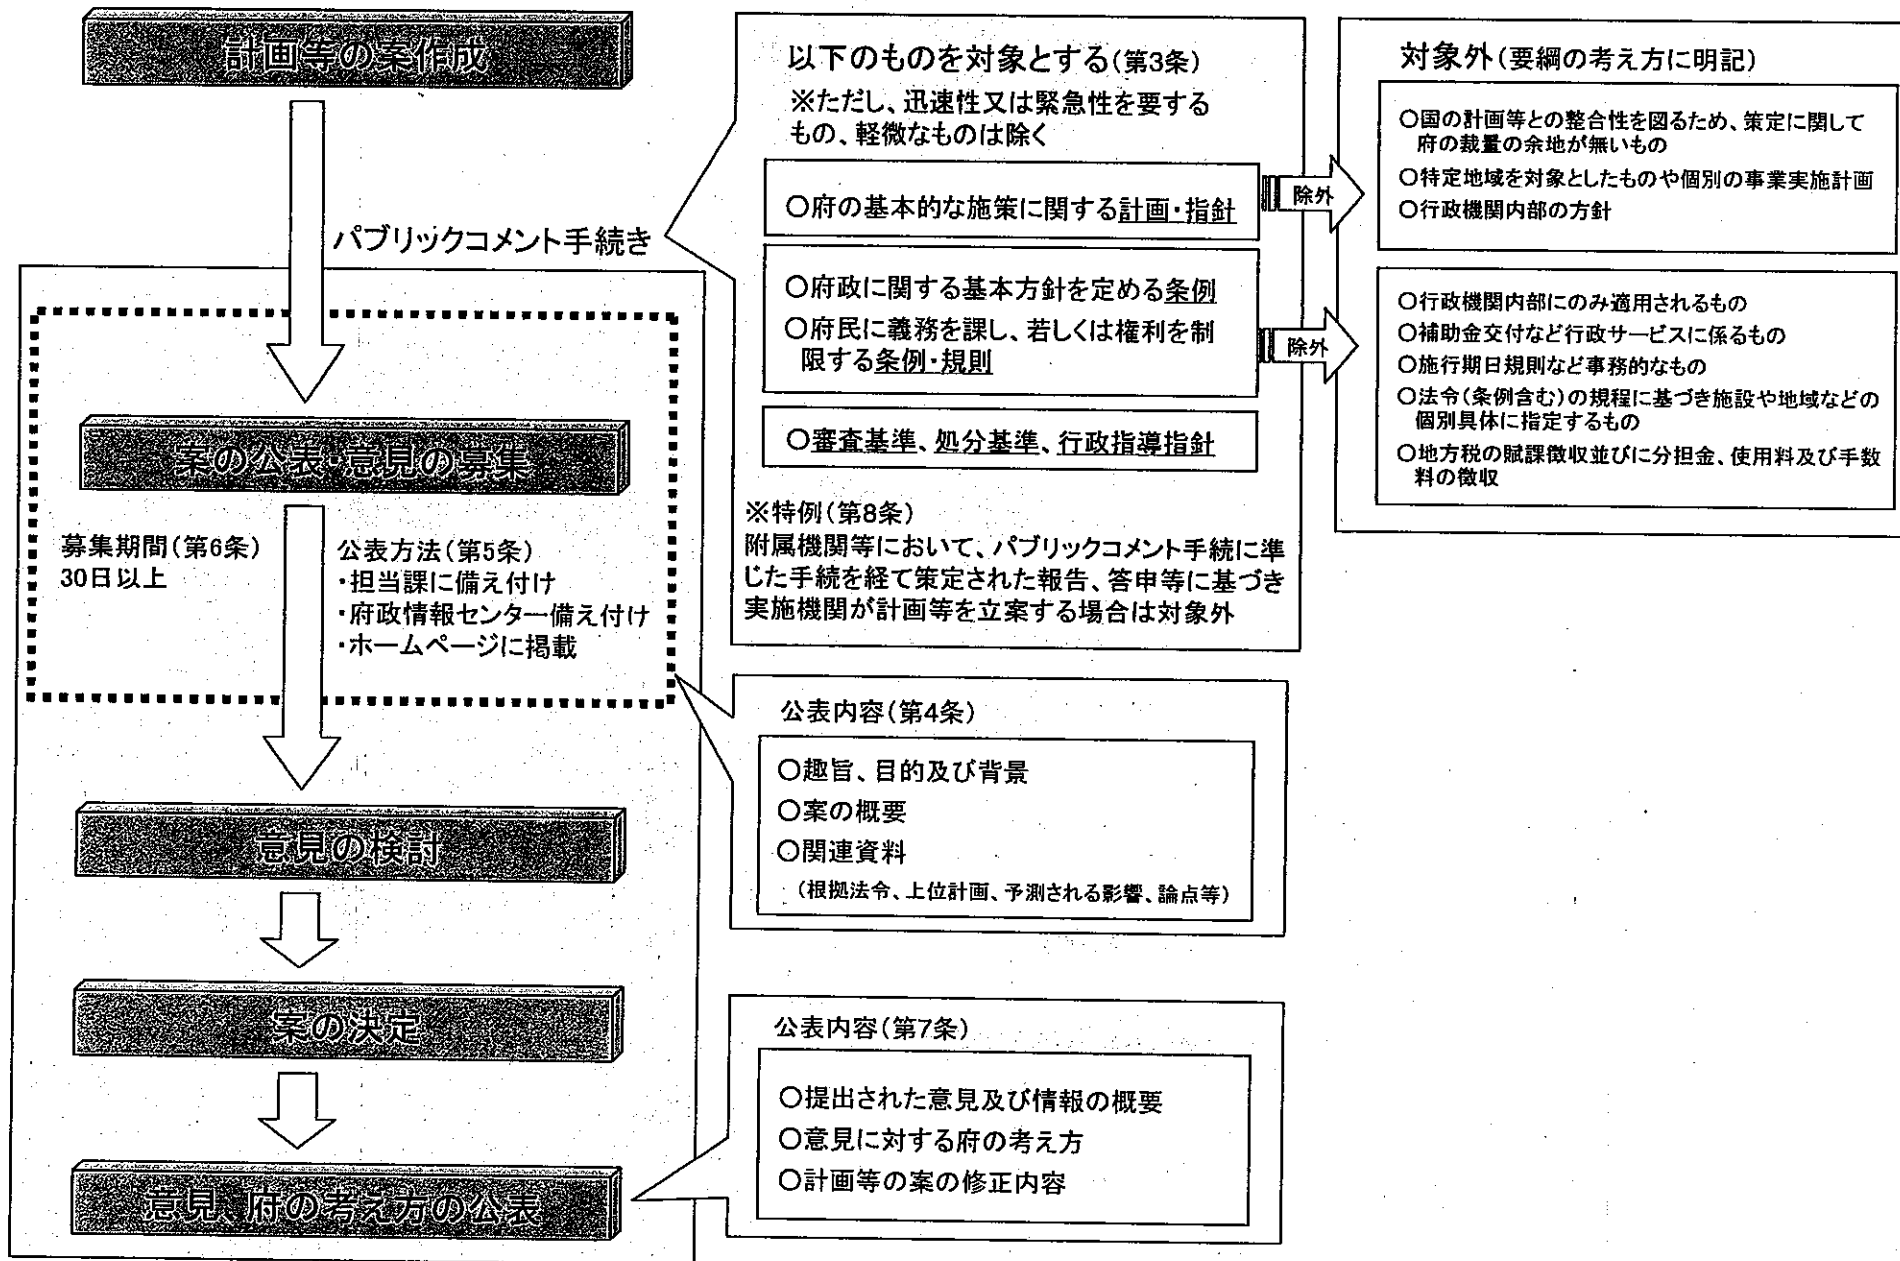 計画等の案作成
パブリックコメント手続き
案の公表・意見の募集
募集期間(第6条)
30日以上
公表方法(第5条)
・担当課に備え付け
・府政情報センター備え付け
・ホームページに掲載
意見の検討
案の決定
意見、府の考え方の公表
以下のものを対象とする(第3条)
※ただし、迅速性又は緊急性を要する
もの、軽微なものは除く
○府の基本的な施策に関する計画・指針
○府政に関する基本方針を定める条例
○府民に義務を課し、若しくは権利を制
限する条例・規則
○審査基準、処分基準、行政指導指針
※特例(第8条)
附属機関等において、パブリックコメント手続に準
じた手続を経て策定された報告、答申等に基づき
実施機関が計画等を立案する場合は対象外
除外
除外
対象外(要綱の考え方に明記)
○国の計画等との整合性を図るため、策定に関して
府の裁量の余地が無いもの
○特定地域を対象としたものや個別の事業実施計画
○行政機関内部の方針
○行政機関内部にのみ適用されるもの
○補助金交付など行政サービスに係るもの
○施行期日規則など事務的なもの
○法令(条例含む)の規程に基づき施設や地域などの
個別具体に指定するもの
○地方税の賦課徴収並びに分担金、使用料及び手数
料の徴収
公表内容(第4条)
○趣旨、目的及び背景
○案の概要
○関連資料
(根拠法令、上位計画、予測される影響、論点等)
公表内容(第7条)
○提出された意見及び情報の概要
○意見に対する府の考え方
○計画等の案の修正内容